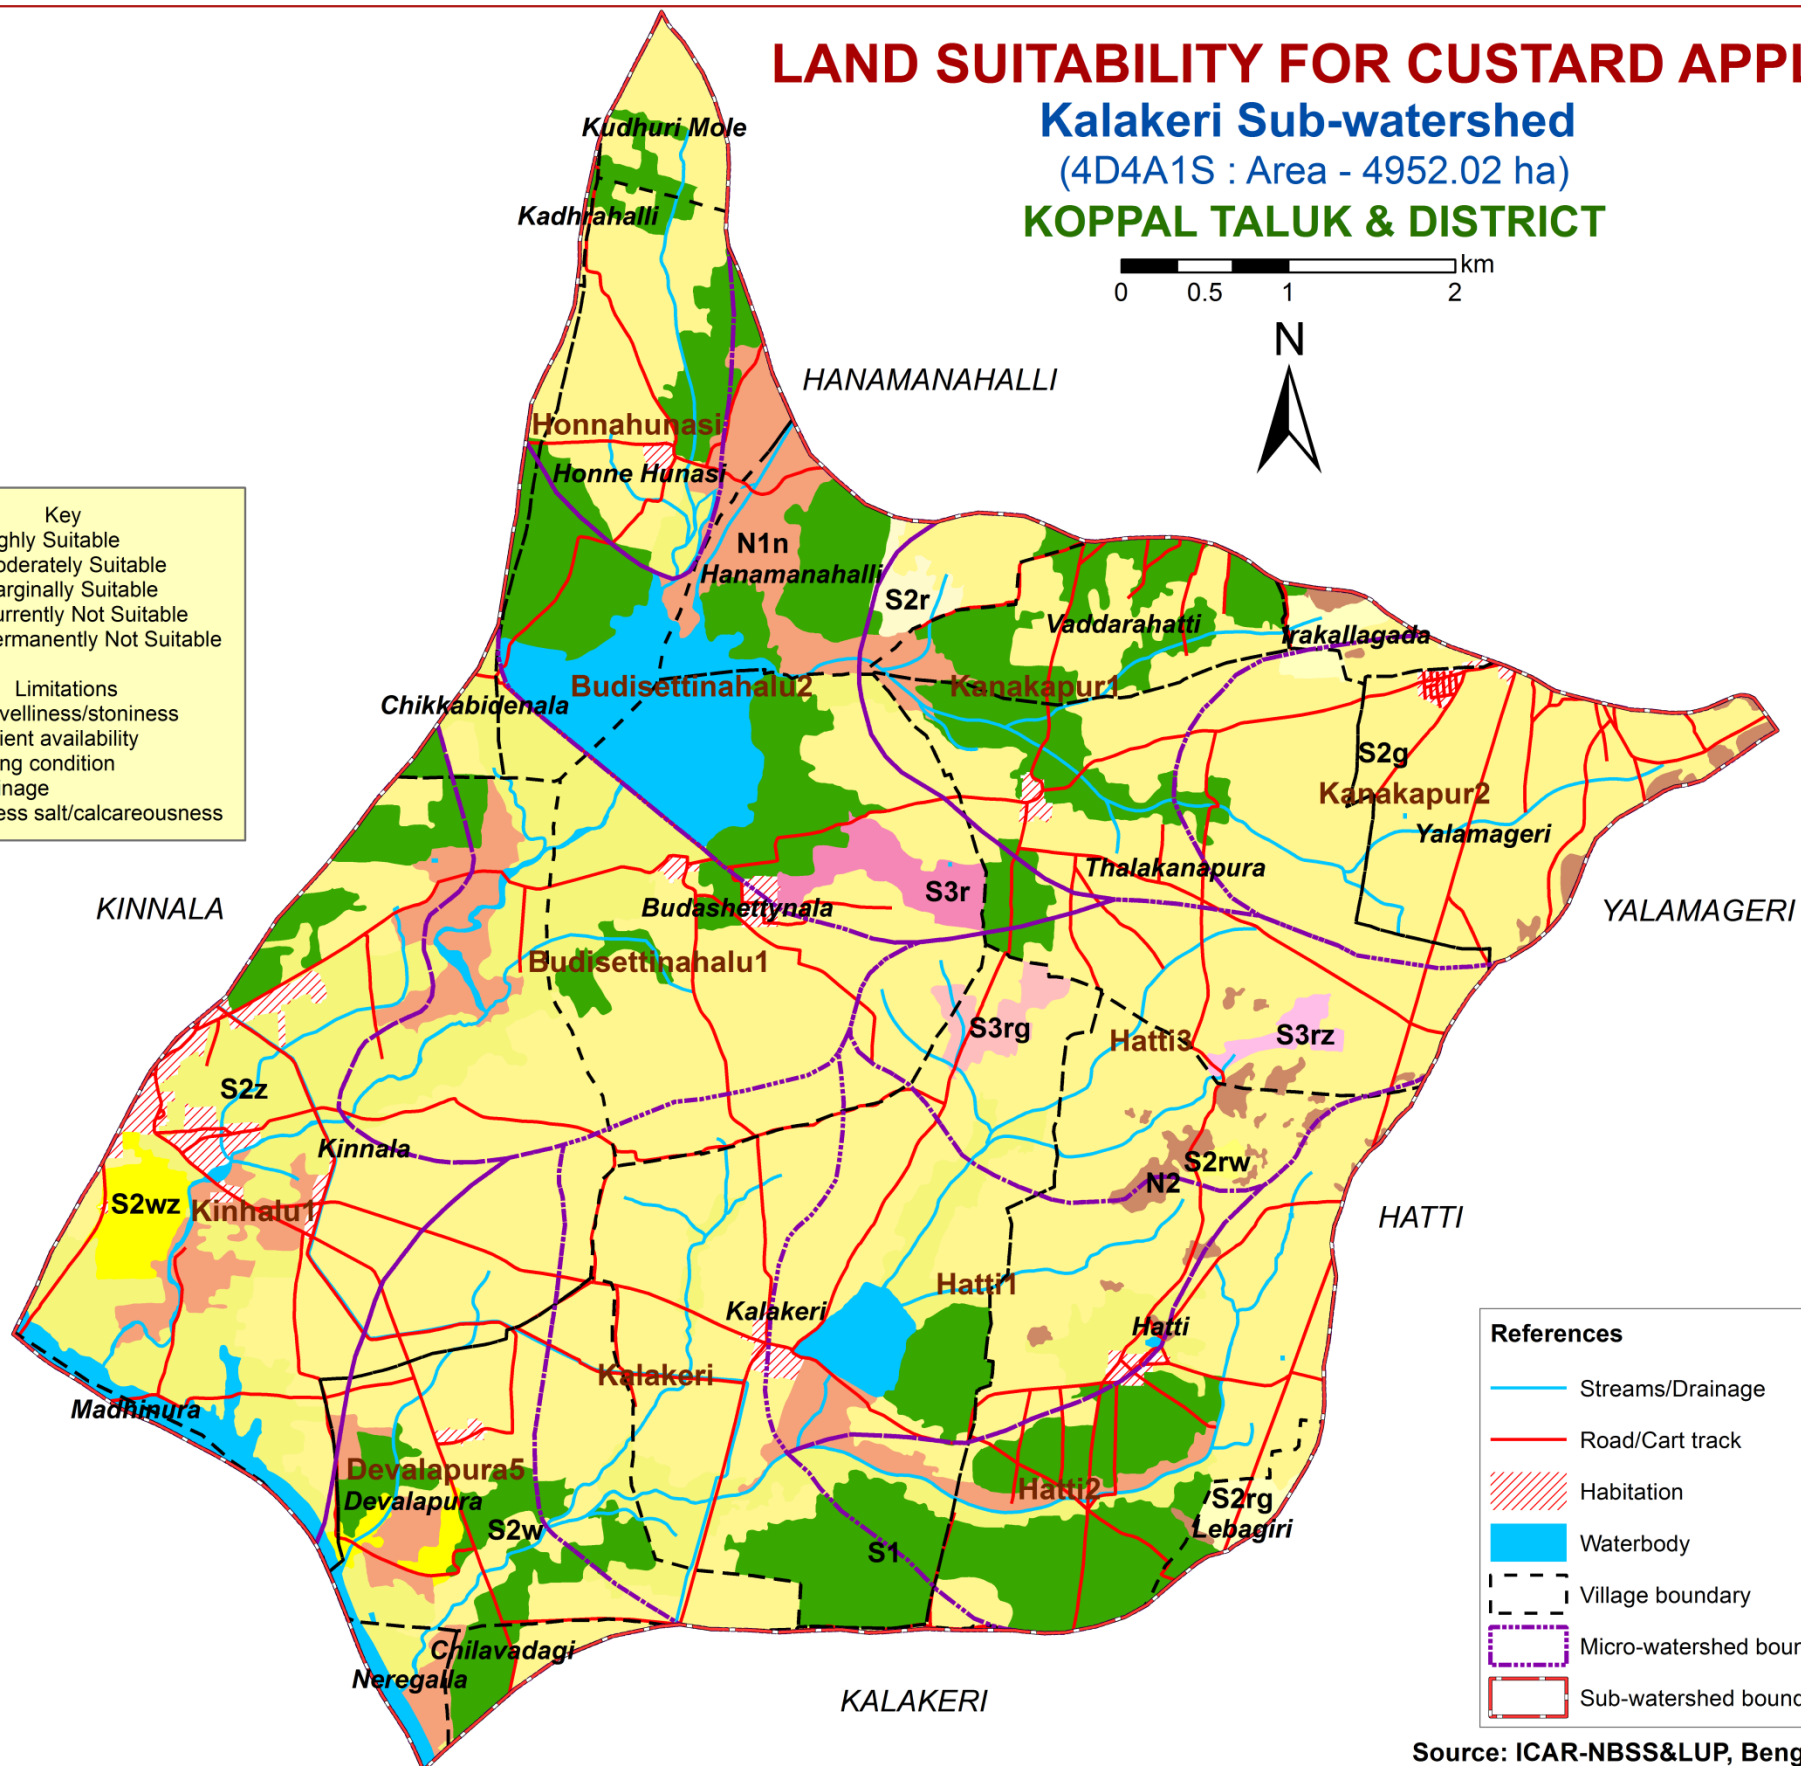 LAND SUITABILITY FOR CUSTARD APPL
Kalakeri Sub-watershed
(4D4A1S : Area - 4952.02 ha)
KOPPAL TALUK & DISTRICT
km
0 0.5 1 2
N
Kudhuri Mole
Kadhrahalli
HANAMANAHALLI
Honnahunasi
Honne Hunasi
N1n
Hanamanahalli
S2r
Vaddarahatti
Irakallagada
Key
ghly Suitable
oderately Suitable
arginally Suitable
urrently Not Suitable
ermanently Not Suitable
Limitations
velliness/stoniness
ient availability
ng condition
inage
ess salt/calcareousness
Budisettinahalu2
Kanakapur1
Chikkabidenala
S2g
Kanakapur2
Yalamageri
Thalakanapura
S3r
KINNALA
Budashettynala
YALAMAGERI
Budisettinahalu1
S3rg
Hatti3
S3rz
S2z
Kinnala
S2rw
N2
S2wz
Kinhalu1
HATTI
Hatti1
Kalakeri
Hatti
Kalakeri
Madhinura
Devalapura5
Devalapura
Hatti2
S2rg
Lebagiri
S2w
S1
Chilavadagi
Neregalla
KALAKERI
References
Streams/Drainage
Road/Cart track
Habitation
Waterbody
Village boundary
Micro-watershed boun
Sub-watershed bound
Source: ICAR-NBSS&LUP, Beng